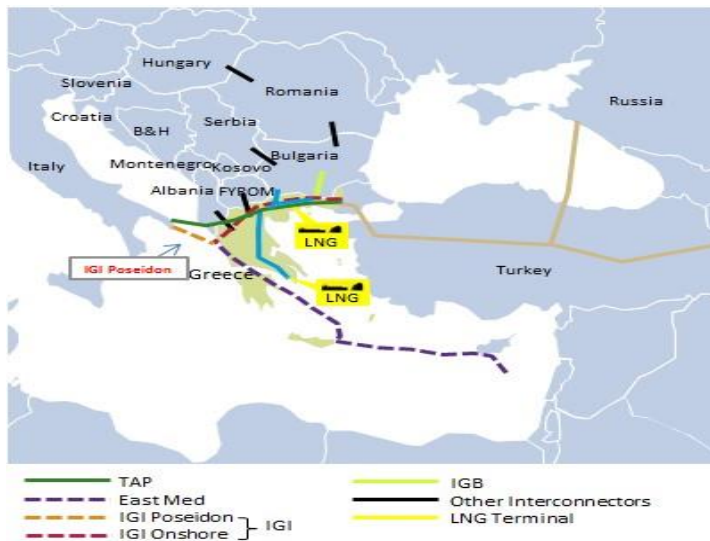 Hungary
Slovenia
Romania
Russia
Croatia
Serbia
B&H
Italy
Montenegro
Kosovo
Bulgaria
Albania
FYROM
LNG
IGI Poseidon
Greece
Turkey
LNG
TAP
IGB
East Med
Other Interconnectors
IGI Poseidon
IGI
LNG Terminal
IGI Onshore